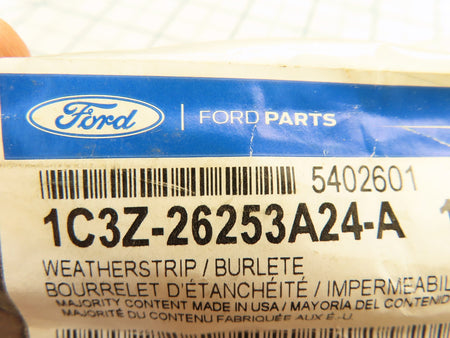 Ford | FORD PARTS
5402601
1C3Z-26253A24-A
WEATHERSTRIP / BURLETE
BOURRELET D'ÉTANCHÉITÉ / IMPERMEABIL
MAJORITY CONTENT MADE IN USA / MAYORÍA DEL CONTENID
MAJORITÉ DU CONTENU FABRIQUÉE AUX É.-U.